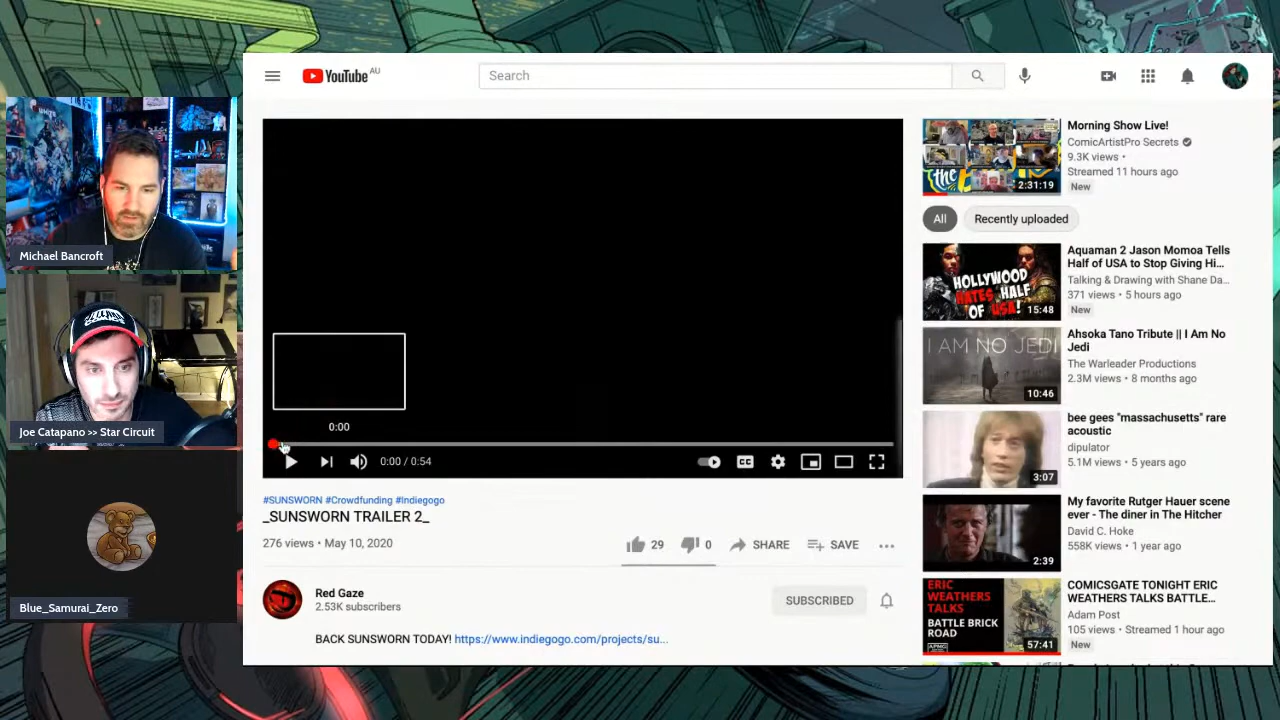 YouTube AU
Search
Michael Bancroft
Joe Catapano >> Star Circuit
Blue_Samurai_Zero
0:00
0:00 / 0:54
CC
#SUNSWORN #Crowdfunding #Indiegogo
_SUNSWORN TRAILER 2_
276 views • May 10, 2020
29
0
SHARE
SAVE
Red Gaze
2.53K subscribers
SUBSCRIBED
BACK SUNSWORN TODAY! https://www.indiegogo.com/projects/su...
the
2:31:19
Morning Show Live!
ComicArtistPro Secrets
9.3K views •
Streamed 11 hours ago
New
All
Recently uploaded
HOLLYWOOD
HATES HALF
OF USA!
15:48
Aquaman 2 Jason Momoa Tells
Half of USA to Stop Giving Hi...
Talking & Drawing with Shane Da...
371 views • 5 hours ago
New
I AM NO JEDI
10:46
Ahsoka Tano Tribute || I Am No
Jedi
The Warleader Productions
2.3M views • 8 months ago
3:07
bee gees "massachusetts" rare
acoustic
dipulator
5.1M views • 5 years ago
2:39
My favorite Rutger Hauer scene
ever - The diner in The Hitcher
David C. Hoke
558K views • 1 year ago
ERIC
WEATHERS
TALKS
BATTLE BRICK
ROAD
57:41
COMICSGATE TONIGHT ERIC
WEATHERS TALKS BATTLE...
Adam Post
105 views • Streamed 1 hour ago
New